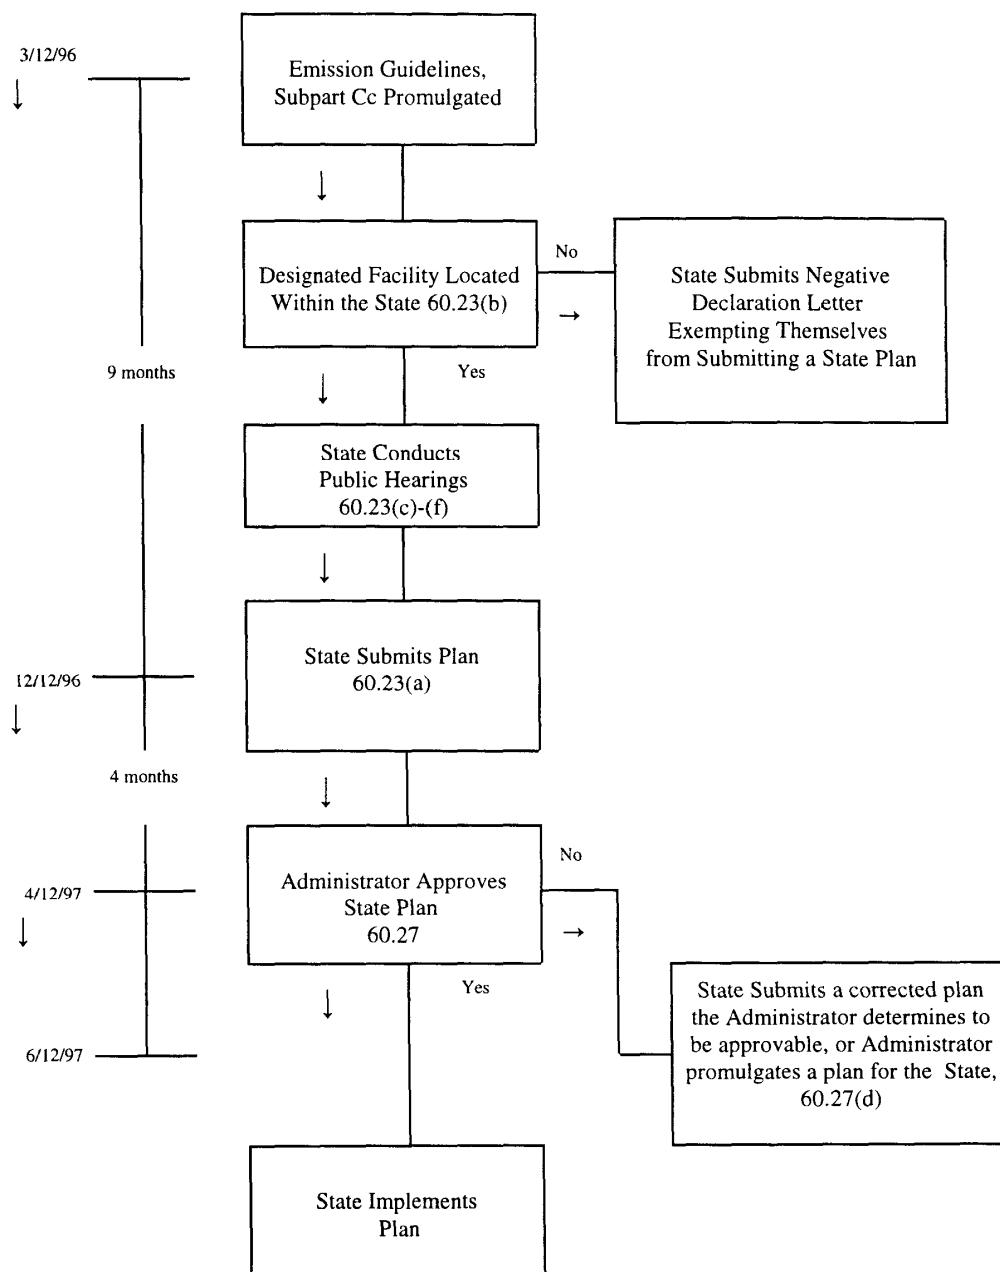 3/12/96
Emission Guidelines,
Subpart Cc Promulgated
Designated Facility Located
Within the State 60.23(b)
No
State Submits Negative
Declaration Letter
Exempting Themselves
from Submitting a State Plan
9 months
Yes
State Conducts
Public Hearings
60.23(c)-(f)
State Submits Plan
60.23(a)
12/12/96
4 months
Administrator Approves
State Plan
60.27
No
4/12/97
Yes
State Submits a corrected plan
the Administrator determines to
be approvable, or Administrator
promulgates a plan for the State,
60.27(d)
6/12/97
State Implements
Plan